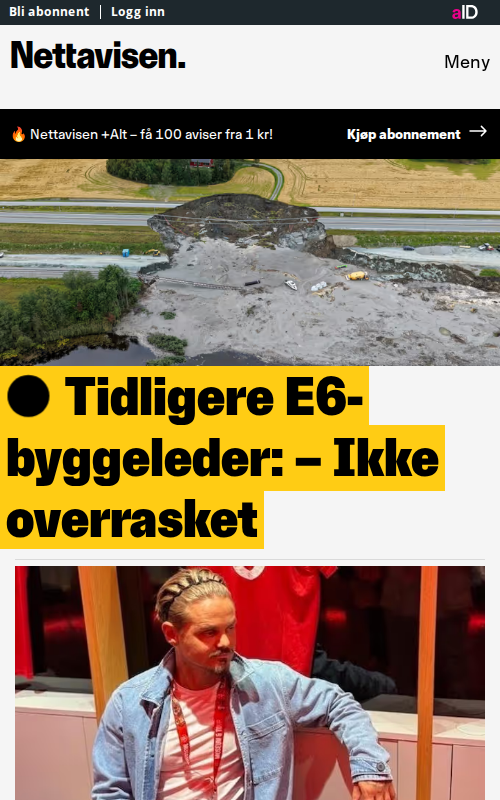 Bli abonnent | Logg inn
aID
Nettavisen.
Meny
🔥 Nettavisen +Alt – få 100 aviser fra 1 kr!
Kjøp abonnement →
Tidligere E6-
byggeleder: – Ikke
overrasket